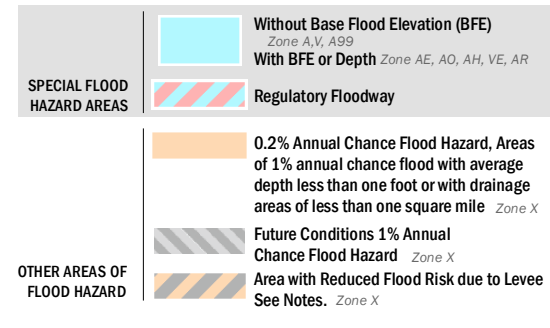 SPECIAL FLOOD
HAZARD AREAS
Without Base Flood Elevation (BFE)
Zone A,V, A99
With BFE or Depth Zone AE, AO, AH, VE, AR
Regulatory Floodway
OTHER AREAS OF
FLOOD HAZARD
0.2% Annual Chance Flood Hazard, Areas
of 1% annual chance flood with average
depth less than one foot or with drainage
areas of less than one square mile Zone X
Future Conditions 1% Annual
Chance Flood Hazard Zone X
Area with Reduced Flood Risk due to Levee
See Notes. Zone X